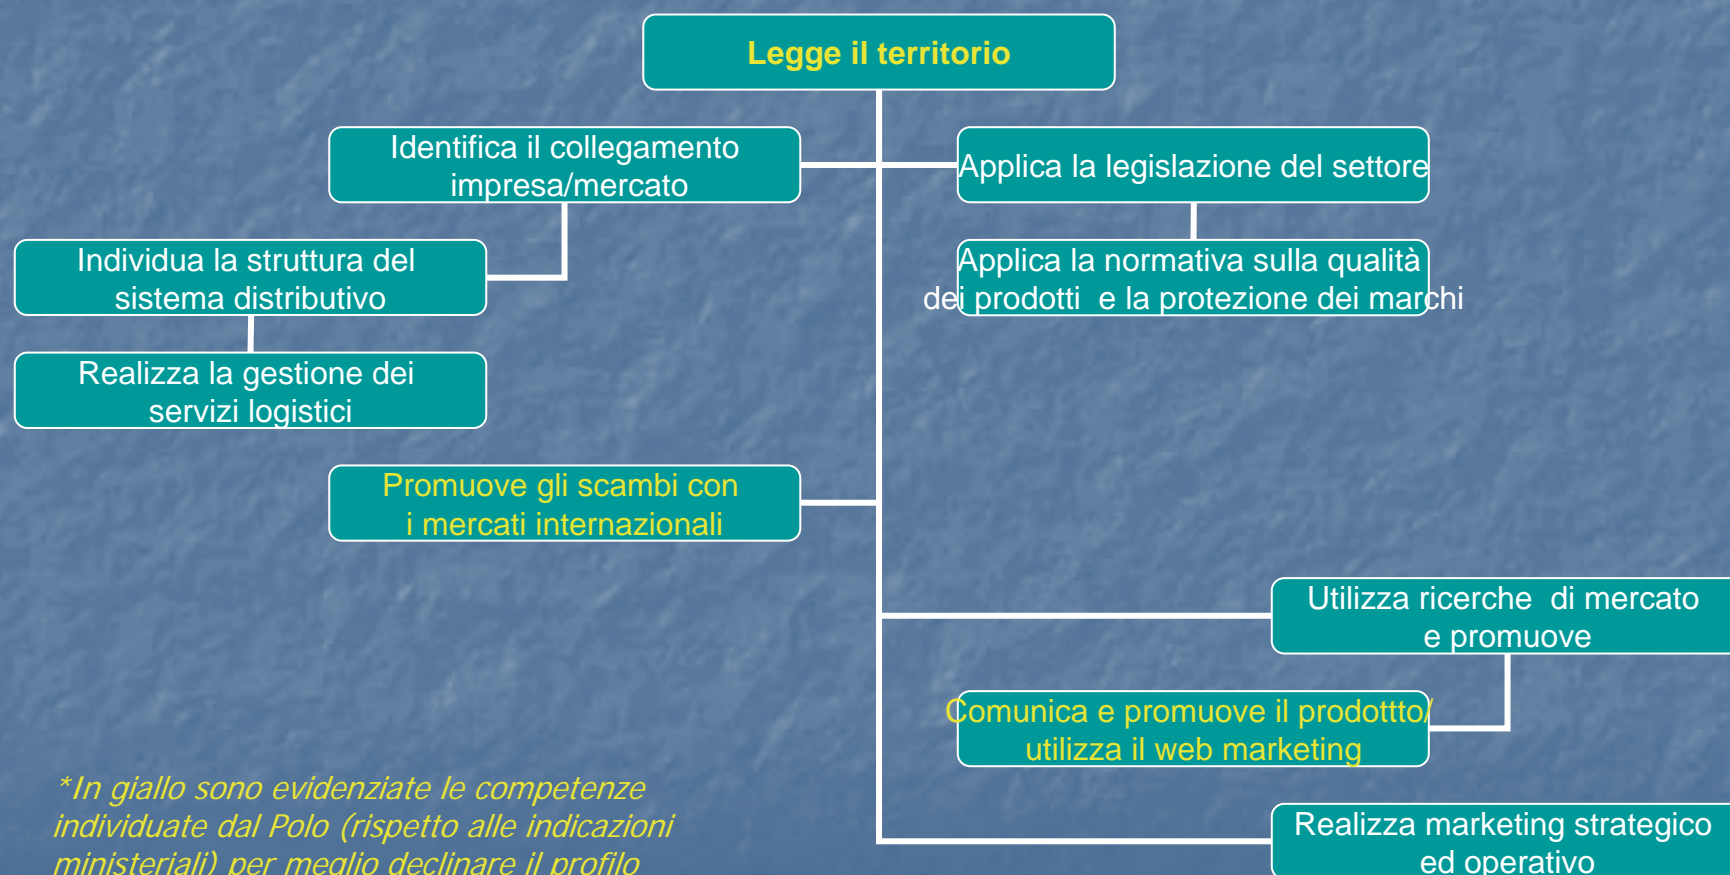 Legge il territorio
Identifica il collegamento
impresa/mercato
Applica la legislazione del settore
Individua la struttura del
sistema distributivo
Applica la normativa sulla qualità
dei prodotti e la protezione dei marchi
Realizza la gestione dei
servizi logistici
Promuove gli scambi con
i mercati internazionali
Utilizza ricerche di mercato
e promuove
Comunica e promuove il prodottto/
utilizza il web marketing
Realizza marketing strategico
ed operativo
*In giallo sono evidenziate le competenze
individuate dal Polo (rispetto alle indicazioni
ministeriali) per meglio declinare il profilo